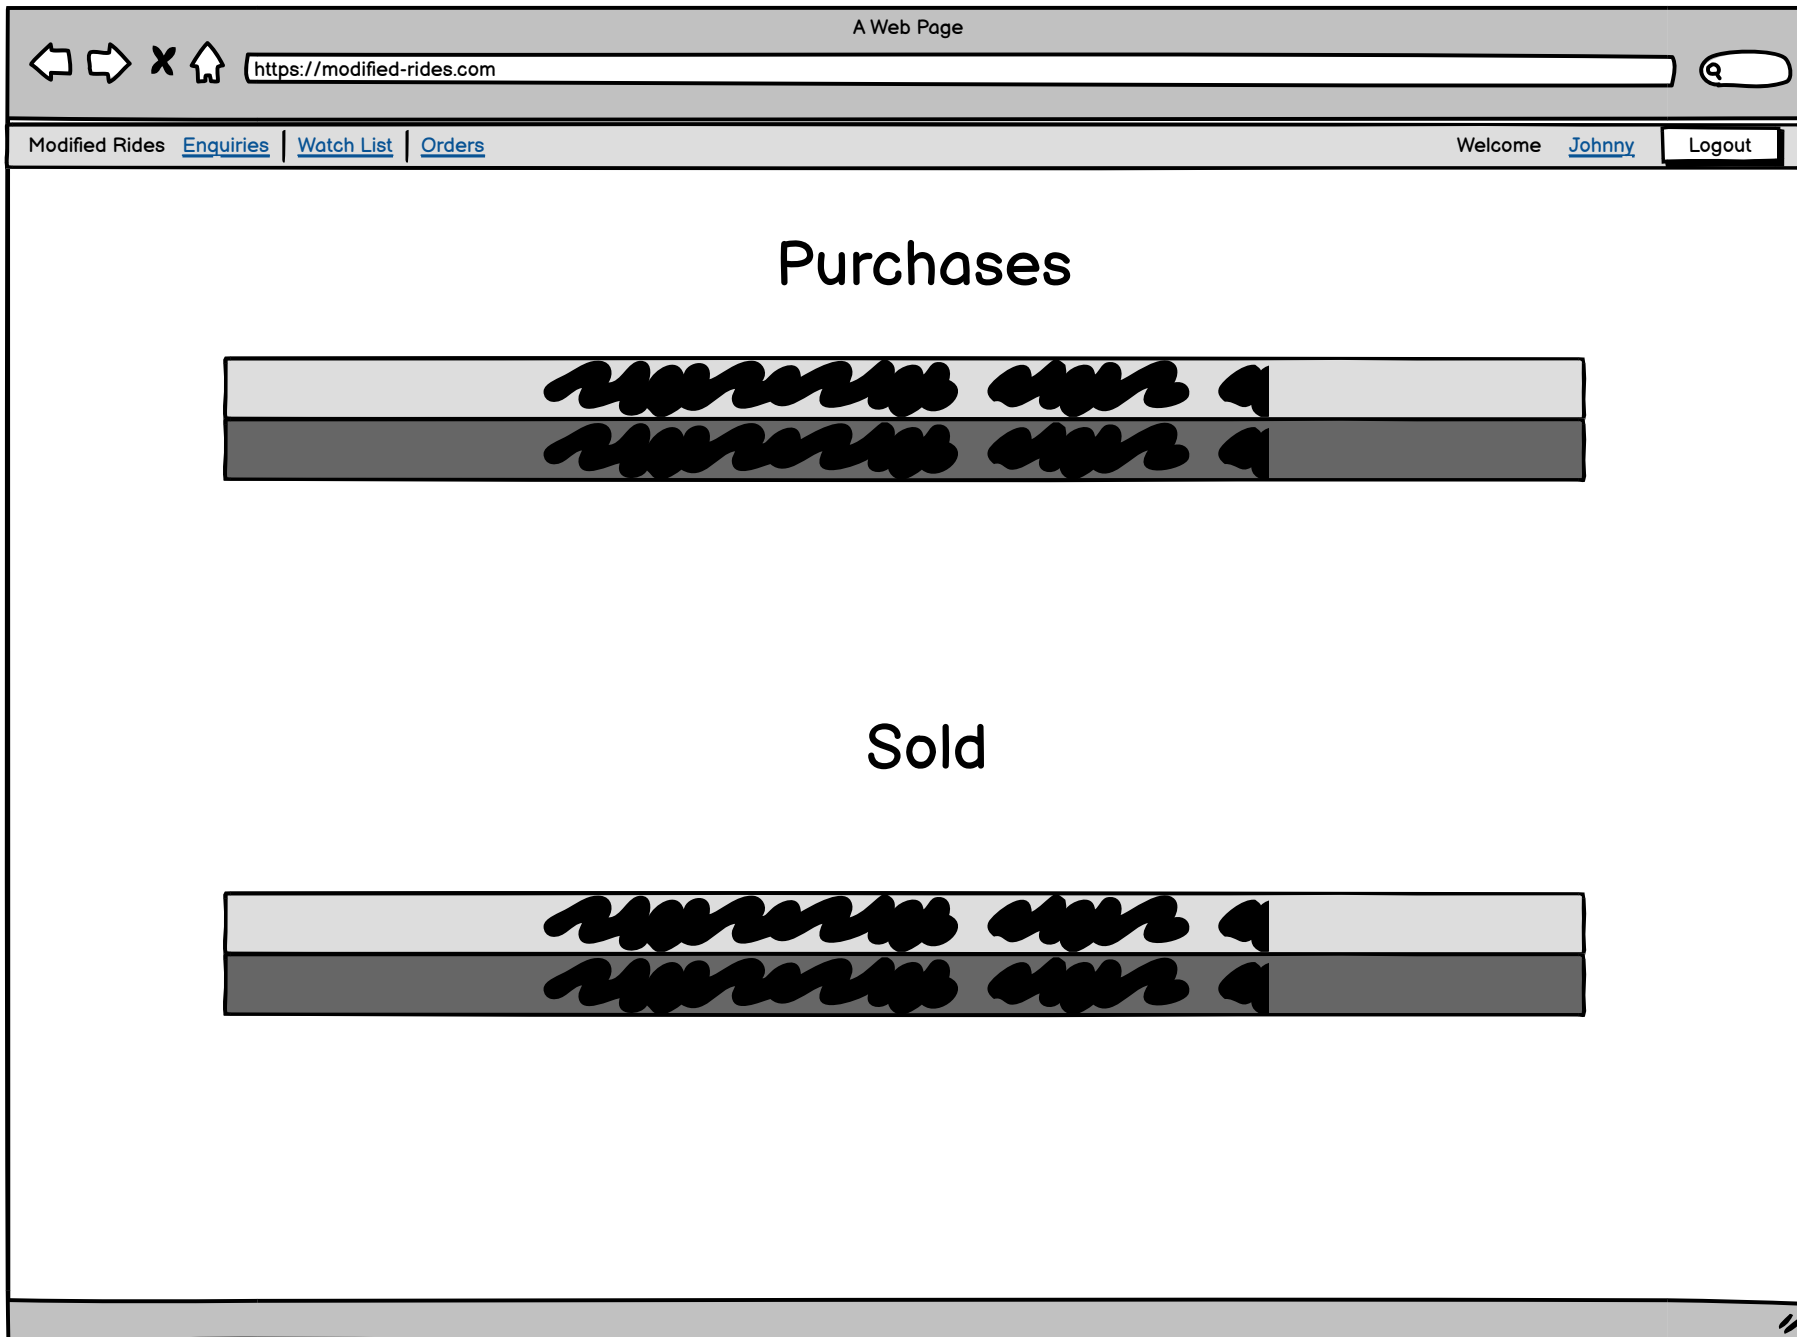 A Web Page
https://modified-rides.com
Modified Rides Enquiries Watch List Orders Welcome Johnny Logout
Purchases
Sold